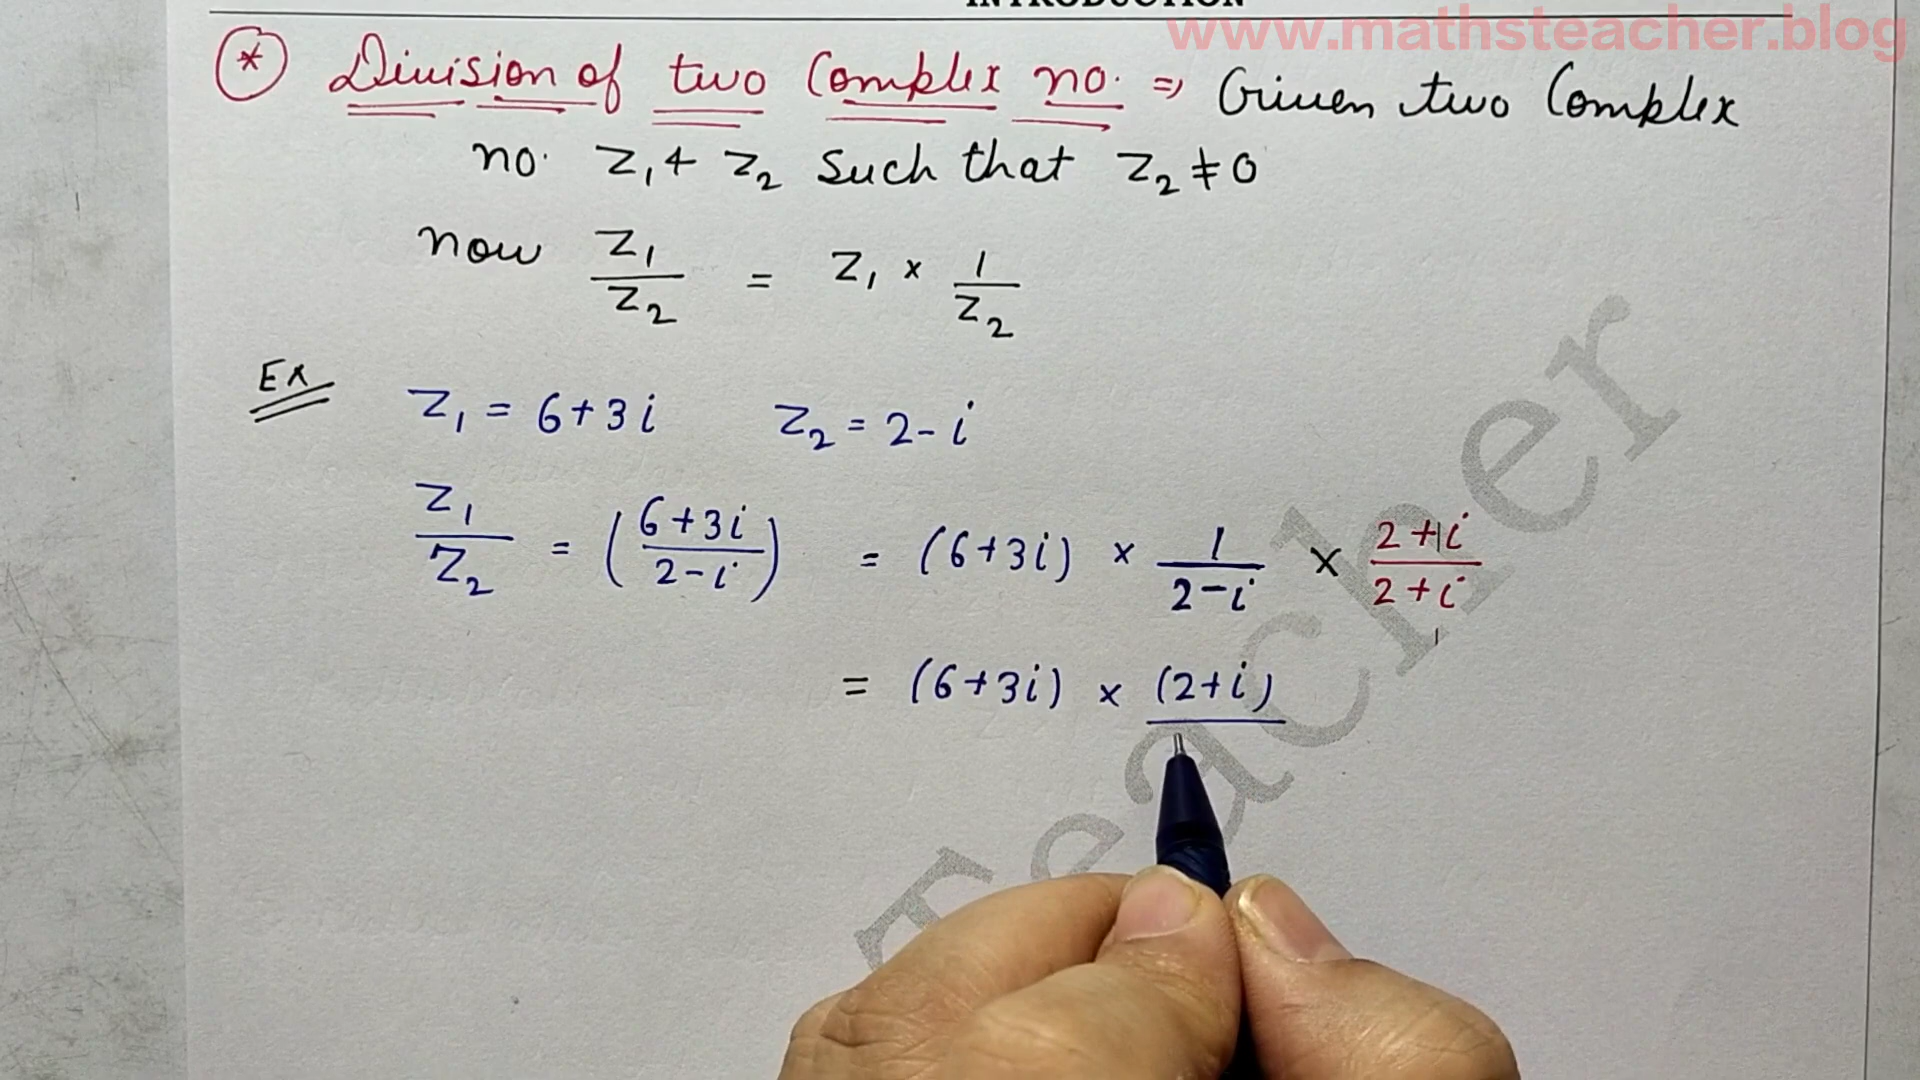 INTRODUCTION
www.mathsteacher.blog
* Division of two Complex no. ⇒ Given two Complex
no. Z₁ & Z₂ such that Z₂ ≠ 0
now Z₁/Z₂ = Z₁ × 1/Z₂
Ex Z₁ = 6+3i Z₂ = 2-i
Z₁/Z₂ = ((6+3i)/(2-i)) = (6+3i) × 1/(2-i) × (2+i)/(2+i)
= (6+3i) × (2+i)
Teacher